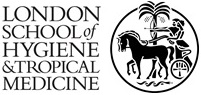 LONDON
SCHOOL of
HYGIENE
& TROPICAL
MEDICINE